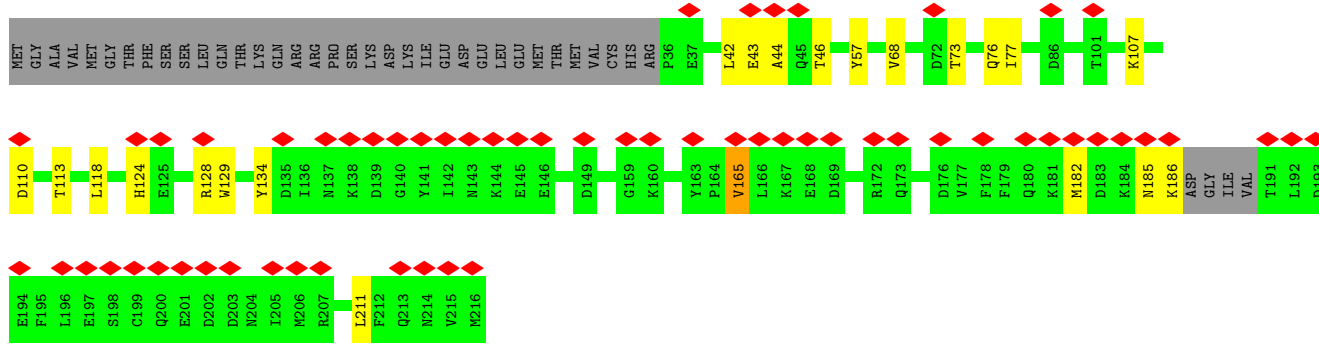 MET GLY ALA VAL MET GLY THR PHE SER SER LEU GLN THR LYS GLN ARG ARG PRO SER LYS ASP LYS ILE GLU ASP GLU LEU GLU MET THR MET VAL CYS HIS ARG P36 E37 L42 E43 A44 Q45 T46 Y57 V68 D72 T73 Q76 I77 D86 T101 K107
D110 T113 L118 H124 E125 R128 W129 Y134 D135 I136 N137 K138 D139 G140 Y141 I142 N143 K144 E145 E146 D149 G159 K160 Y163 P164 V165 L166 K167 E168 D169 R172 Q173 D176 V177 F178 F179 Q180 K181 M182 D183 K184 N185 K186 ASP GLY ILE VAL T191 L192 D193
E194 F195 L196 E197 S198 C199 Q200 E201 D202 D203 N204 I205 M206 R207 L211 F212 Q213 N214 V215 M216